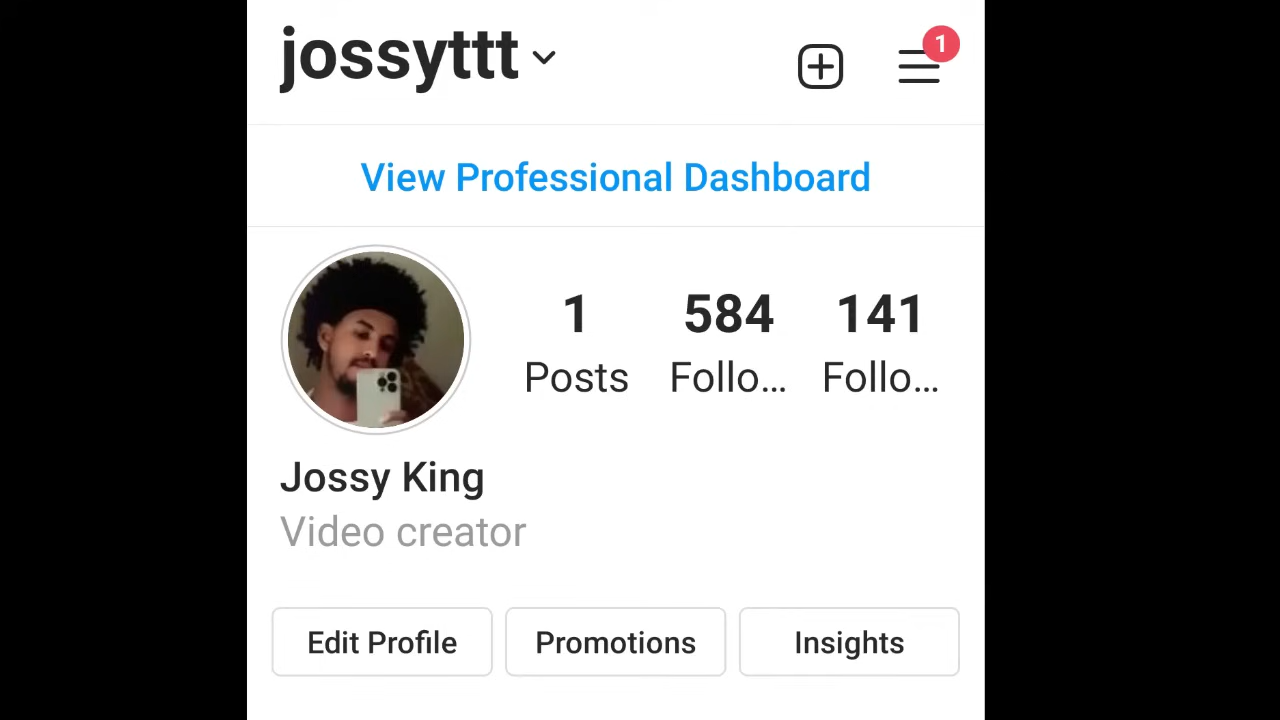 jossyttt
1
View Professional Dashboard
1 584 141
Posts Follo... Follo...
Jossy King
Video creator
Edit Profile Promotions Insights